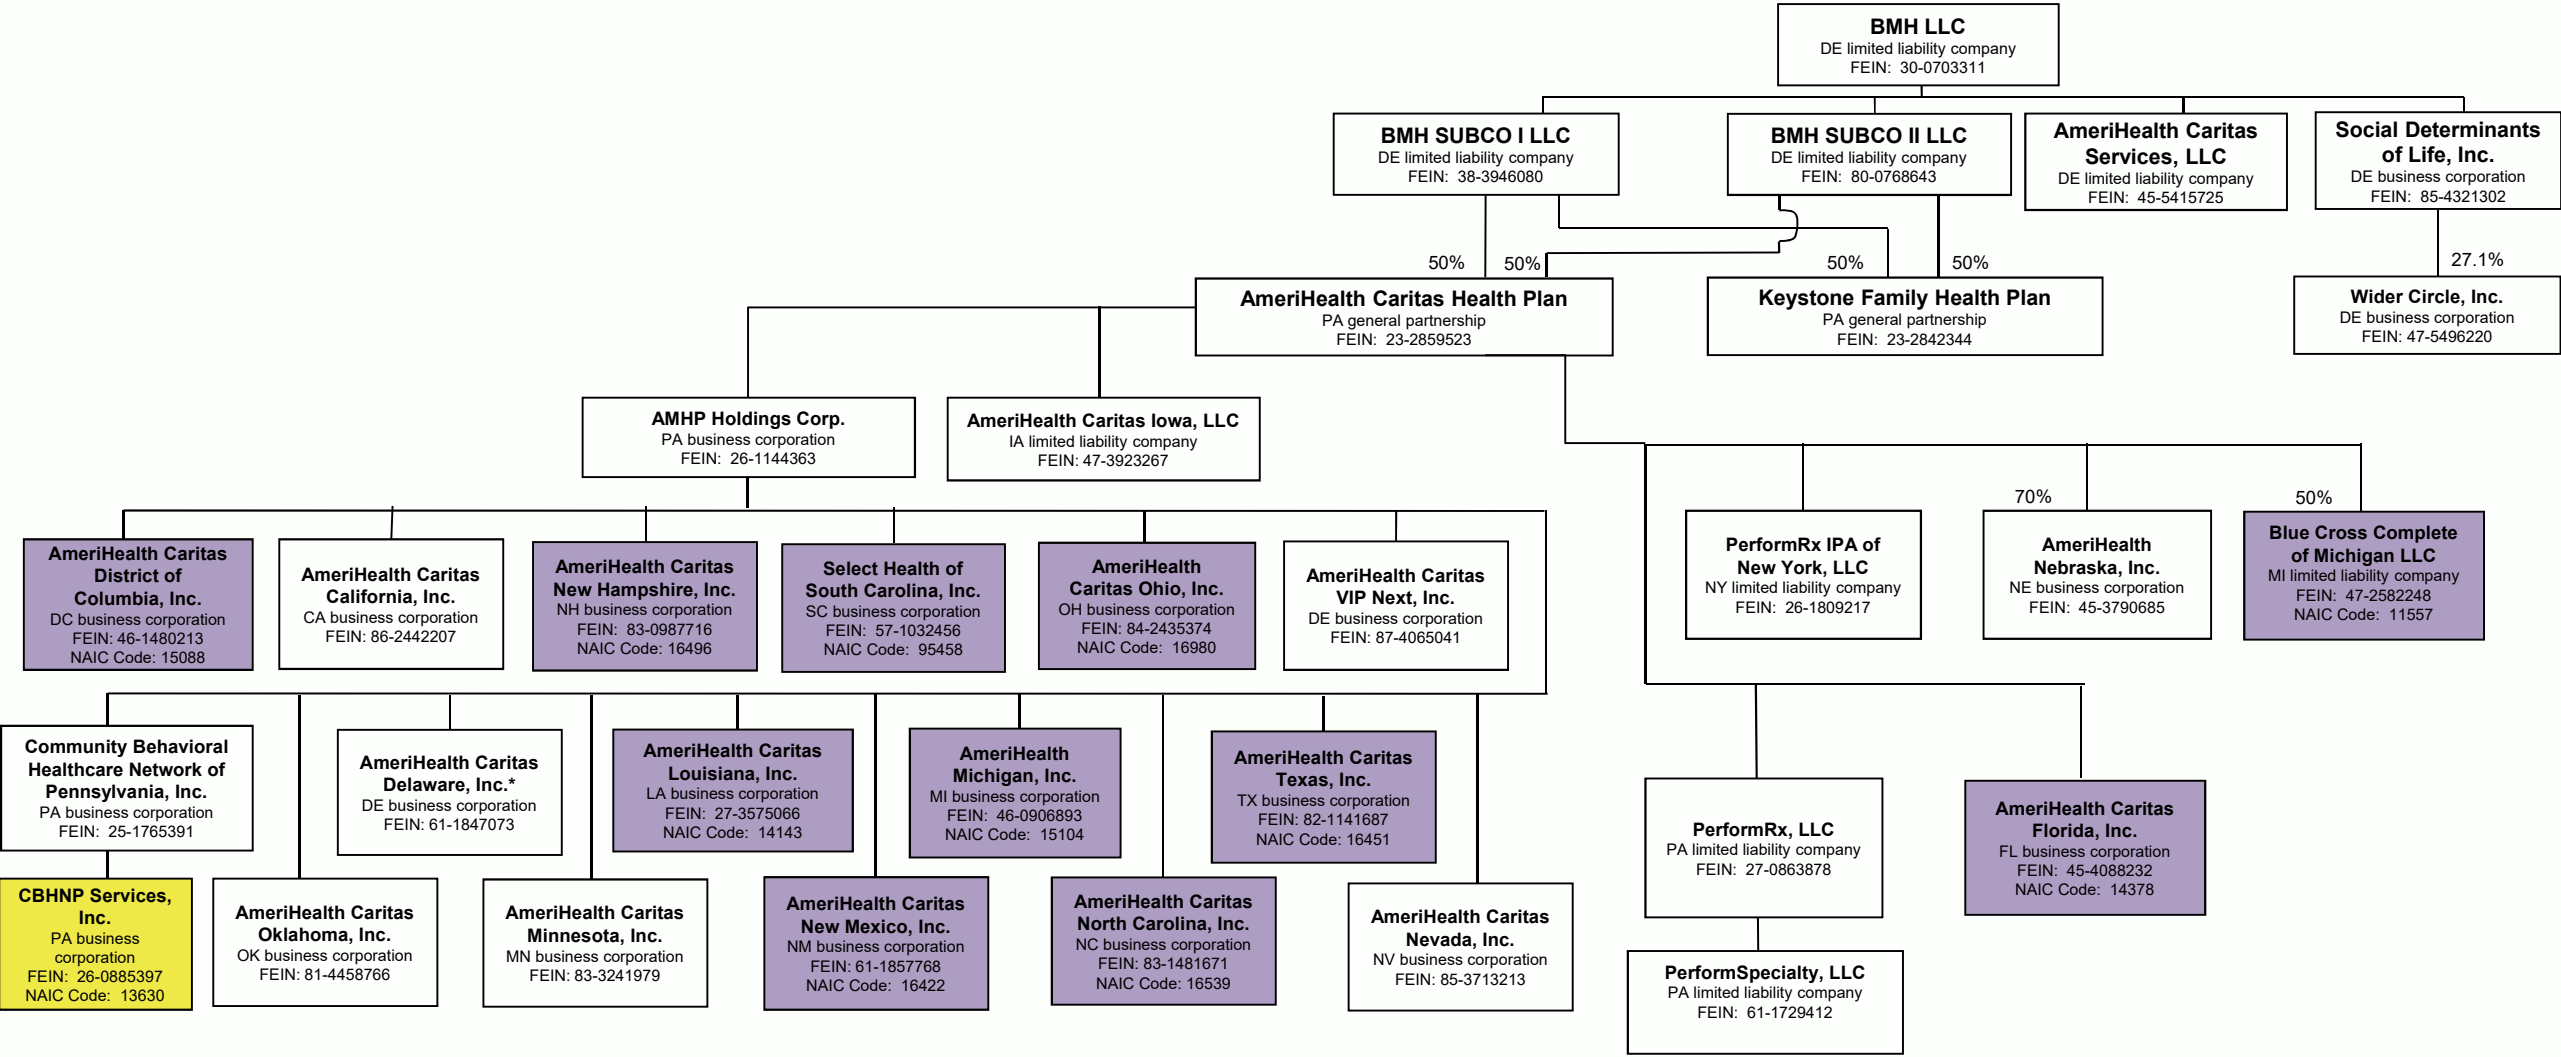 BMH LLC
DE limited liability company
FEIN: 30-0703311
BMH SUBCO I LLC
DE limited liability company
FEIN: 38-3946080
BMH SUBCO II LLC
DE limited liability company
FEIN: 80-0768643
AmeriHealth Caritas
Services, LLC
DE limited liability company
FEIN: 45-5415725
Social Determinants
of Life, Inc.
DE business corporation
FEIN: 85-4321302
50%
50%
50%
50%
27.1%
AmeriHealth Caritas Health Plan
PA general partnership
FEIN: 23-2859523
Keystone Family Health Plan
PA general partnership
FEIN: 23-2842344
Wider Circle, Inc.
DE business corporation
FEIN: 47-5496220
AMHP Holdings Corp.
PA business corporation
FEIN: 26-1144363
AmeriHealth Caritas Iowa, LLC
IA limited liability company
FEIN: 47-3923267
70%
50%
AmeriHealth Caritas
District of
Columbia, Inc.
DC business corporation
FEIN: 46-1480213
NAIC Code: 15088
AmeriHealth Caritas
California, Inc.
CA business corporation
FEIN: 86-2442207
AmeriHealth Caritas
New Hampshire, Inc.
NH business corporation
FEIN: 83-0987716
NAIC Code: 16496
Select Health of
South Carolina, Inc.
SC business corporation
FEIN: 57-1032456
NAIC Code: 95458
AmeriHealth
Caritas Ohio, Inc.
OH business corporation
FEIN: 84-2435374
NAIC Code: 16980
AmeriHealth Caritas
VIP Next, Inc.
DE business corporation
FEIN: 87-4065041
PerformRx IPA of
New York, LLC
NY limited liability company
FEIN: 26-1809217
AmeriHealth
Nebraska, Inc.
NE business corporation
FEIN: 45-3790685
Blue Cross Complete
of Michigan LLC
MI limited liability company
FEIN: 47-2582248
NAIC Code: 11557
Community Behavioral
Healthcare Network of
Pennsylvania, Inc.
PA business corporation
FEIN: 25-1765391
AmeriHealth Caritas
Delaware, Inc.*
DE business corporation
FEIN: 61-1847073
AmeriHealth Caritas
Louisiana, Inc.
LA business corporation
FEIN: 27-3575066
NAIC Code: 14143
AmeriHealth
Michigan, Inc.
MI business corporation
FEIN: 46-0906893
NAIC Code: 15104
AmeriHealth Caritas
Texas, Inc.
TX business corporation
FEIN: 82-1141687
NAIC Code: 16451
PerformRx, LLC
PA limited liability company
FEIN: 27-0863878
AmeriHealth Caritas
Florida, Inc.
FL business corporation
FEIN: 45-4088232
NAIC Code: 14378
CBHNP Services,
Inc.
PA business
corporation
FEIN: 26-0885397
NAIC Code: 13630
AmeriHealth Caritas
Oklahoma, Inc.
OK business corporation
FEIN: 81-4458766
AmeriHealth Caritas
Minnesota, Inc.
MN business corporation
FEIN: 83-3241979
AmeriHealth Caritas
New Mexico, Inc.
NM business corporation
FEIN: 61-1857768
NAIC Code: 16422
AmeriHealth Caritas
North Carolina, Inc.
NC business corporation
FEIN: 83-1481671
NAIC Code: 16539
AmeriHealth Caritas
Nevada, Inc.
NV business corporation
FEIN: 85-3713213
PerformSpecialty, LLC
PA limited liability company
FEIN: 61-1729412